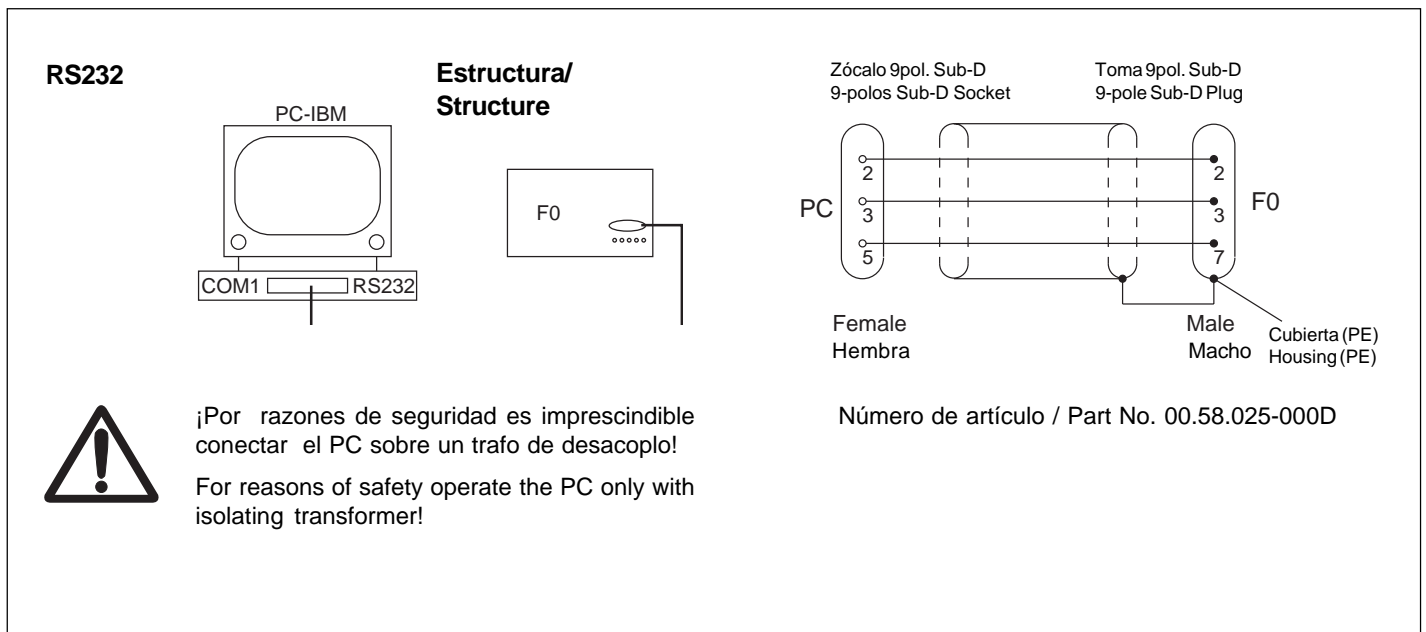 RS232
PC-IBM
COM1
RS232
Estructura/
Structure
F0
Zócalo 9pol. Sub-D
9-polos Sub-D Socket
Toma 9pol. Sub-D
9-pole Sub-D Plug
PC
2
2
3
3
5
7
F0
Female
Hembra
Male
Macho
Cubierta (PE)
Housing (PE)
¡Por razones de seguridad es imprescindible
conectar el PC sobre un trafo de desacoplo!
For reasons of safety operate the PC only with
isolating transformer!
Número de artículo / Part No. 00.58.025-000D